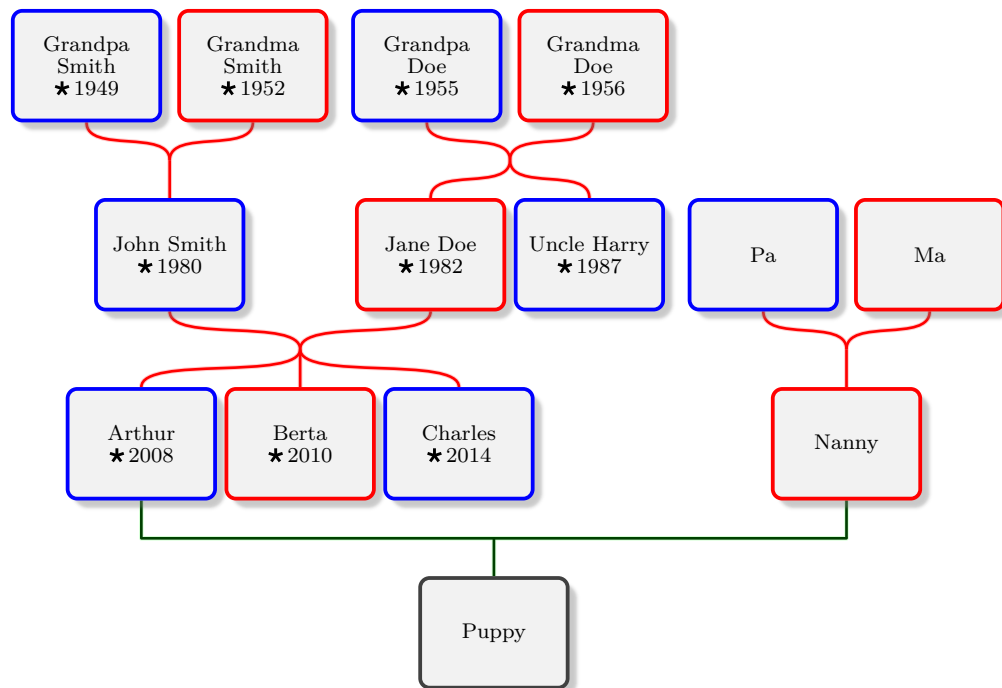 Grandpa
Smith
★ 1949
Grandma
Smith
★ 1952
Grandpa
Doe
★ 1955
Grandma
Doe
★ 1956
John Smith
★ 1980
Jane Doe
★ 1982
Uncle Harry
★ 1987
Pa
Ma
Arthur
★ 2008
Berta
★ 2010
Charles
★ 2014
Nanny
Puppy